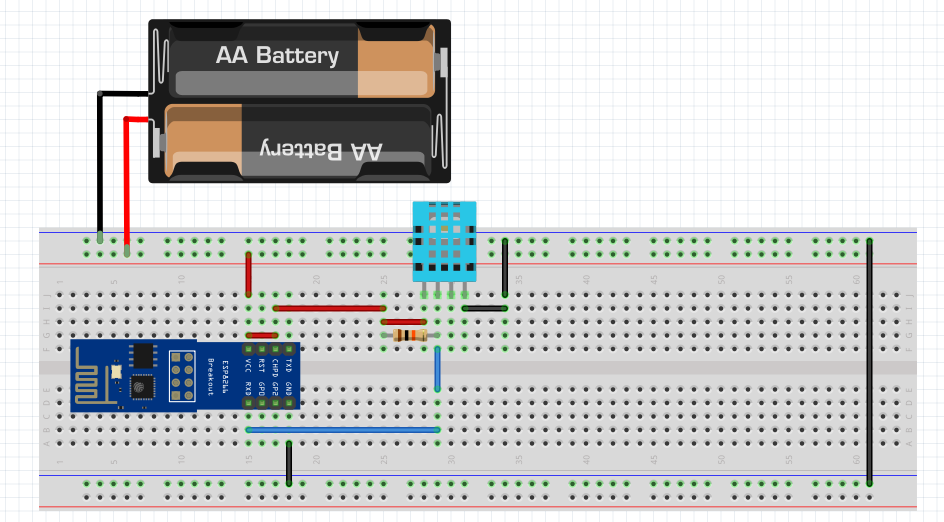 AA Battery
AA Battery
1 5 10 15 20 25 30 35 40 45 50 55 60
J J
I I
H H
G G
F F
VCC RST CHPD TXD
ESP8266
Breakout
RXD GPO GP2 GND
E E
D D
C C
B B
A A
1 5 10 15 20 25 30 35 40 45 50 55 60